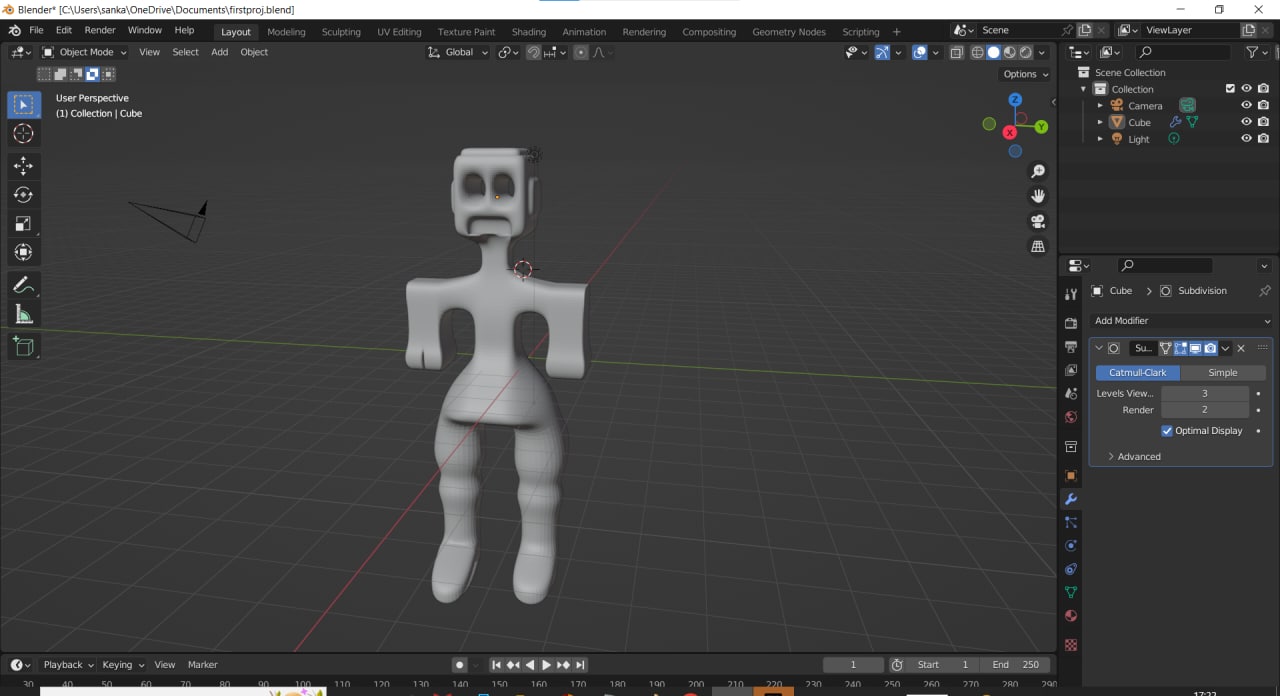 Blender* [C:\Users\sanka\OneDrive\Documents\firstproj.blend]
File Edit Render Window Help Layout Modeling Sculpting UV Editing Texture Paint Shading Animation Rendering Compositing Geometry Nodes Scripting + Scene ViewLayer
Object Mode View Select Add Object Global
Options
User Perspective
(1) Collection | Cube
Z
Y
X
Scene Collection
Collection
Camera
Cube
Light
Cube > Subdivision
Add Modifier
Su...
Catmull-Clark Simple
Levels View... 3
Render 2
Optimal Display
Advanced
Playback Keying View Marker 1 Start 1 End 250
30 40 60 70 80 90 100 110 120 130 140 150 160 170 180 190 200 210 220 230 240 250 260 270 280 290
17:22